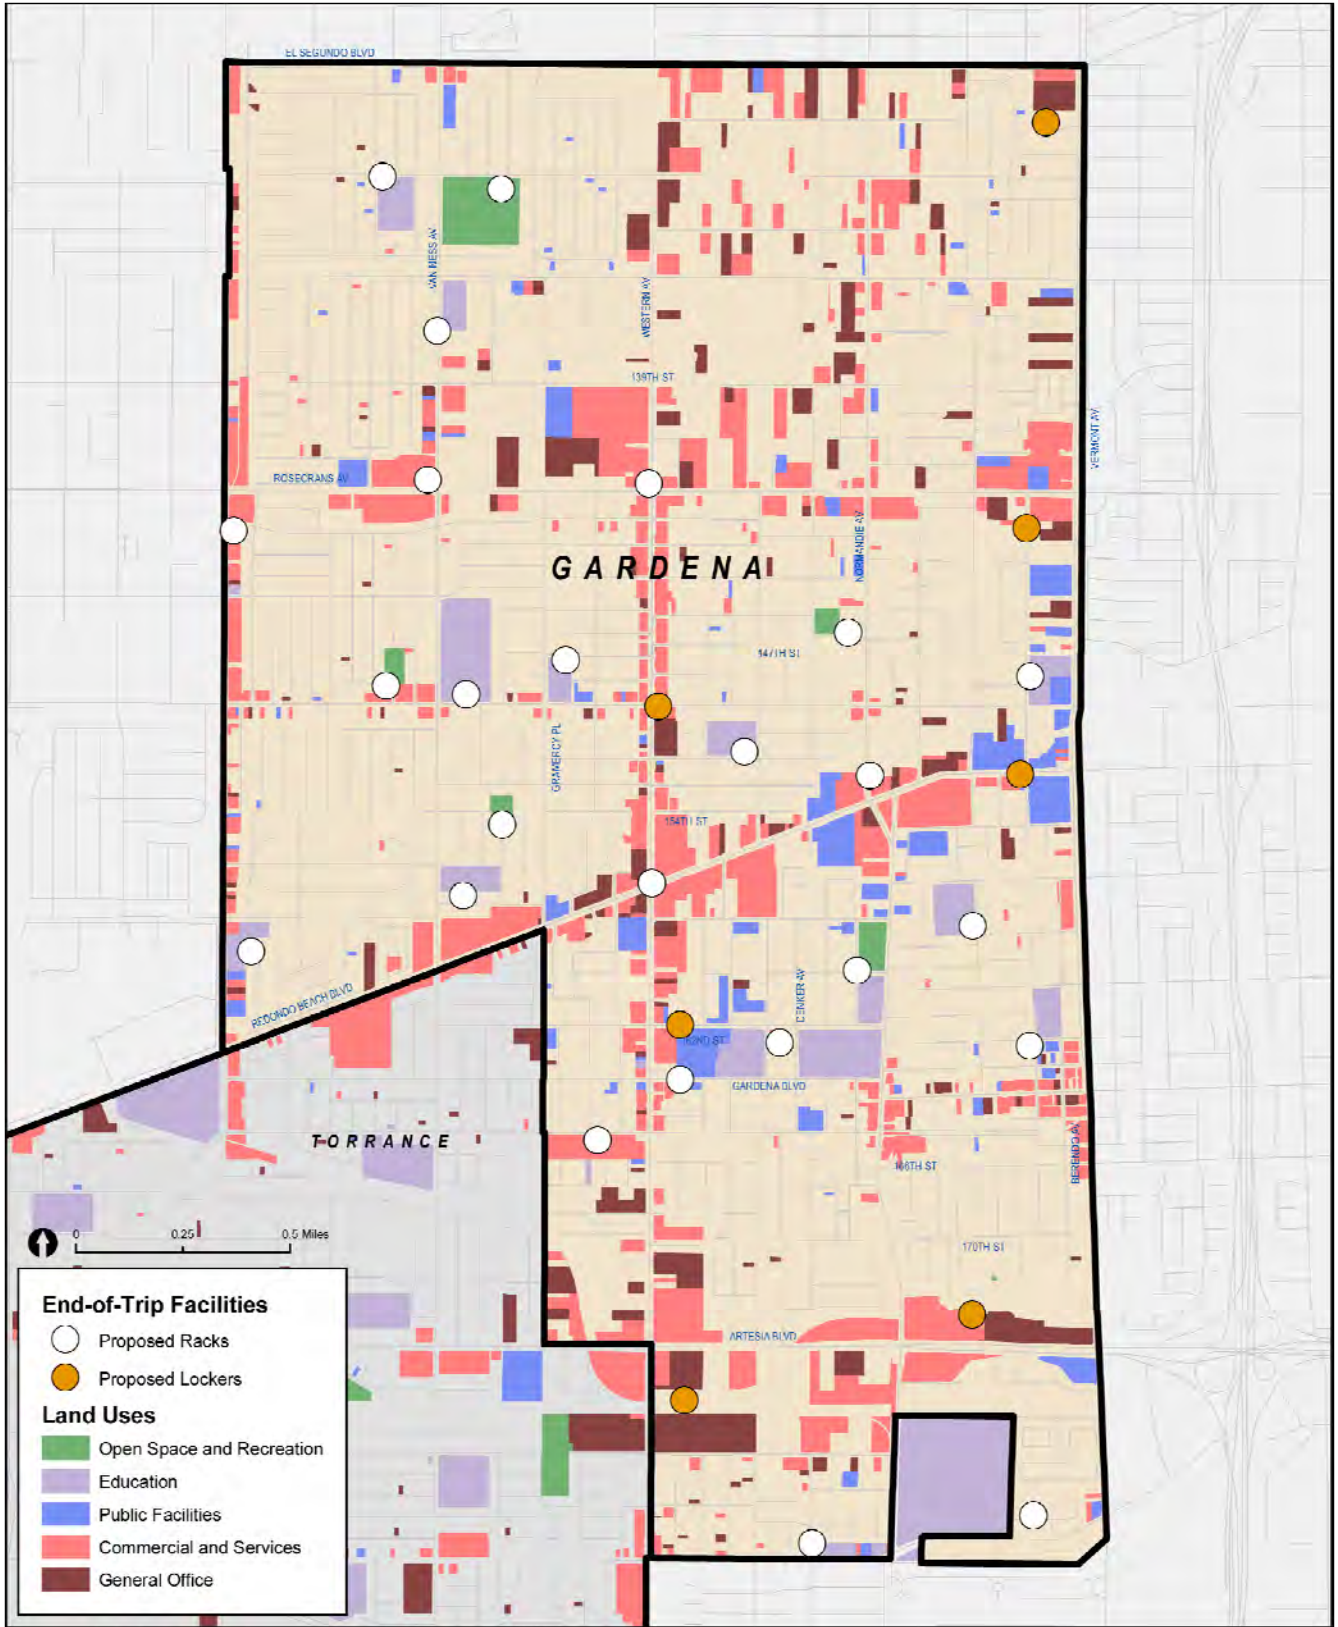 EL SEGUNDO BLVD
VAN NESS AV
WESTERN AV
139TH ST
VERMONT AV
ROSECRANS AV
NORMANDIE AV
GARDENA
147TH ST
GRAMERCY PL
154TH ST
REDONDO BEACH BLVD
DENKER AV
162ND ST
GARDENA BLVD
TORRANCE
BERENDO AV
166TH ST
0 0.25 0.5 Miles
170TH ST
ARTESIA BLVD
End-of-Trip Facilities
Proposed Racks
Proposed Lockers
Land Uses
Open Space and Recreation
Education
Public Facilities
Commercial and Services
General Office